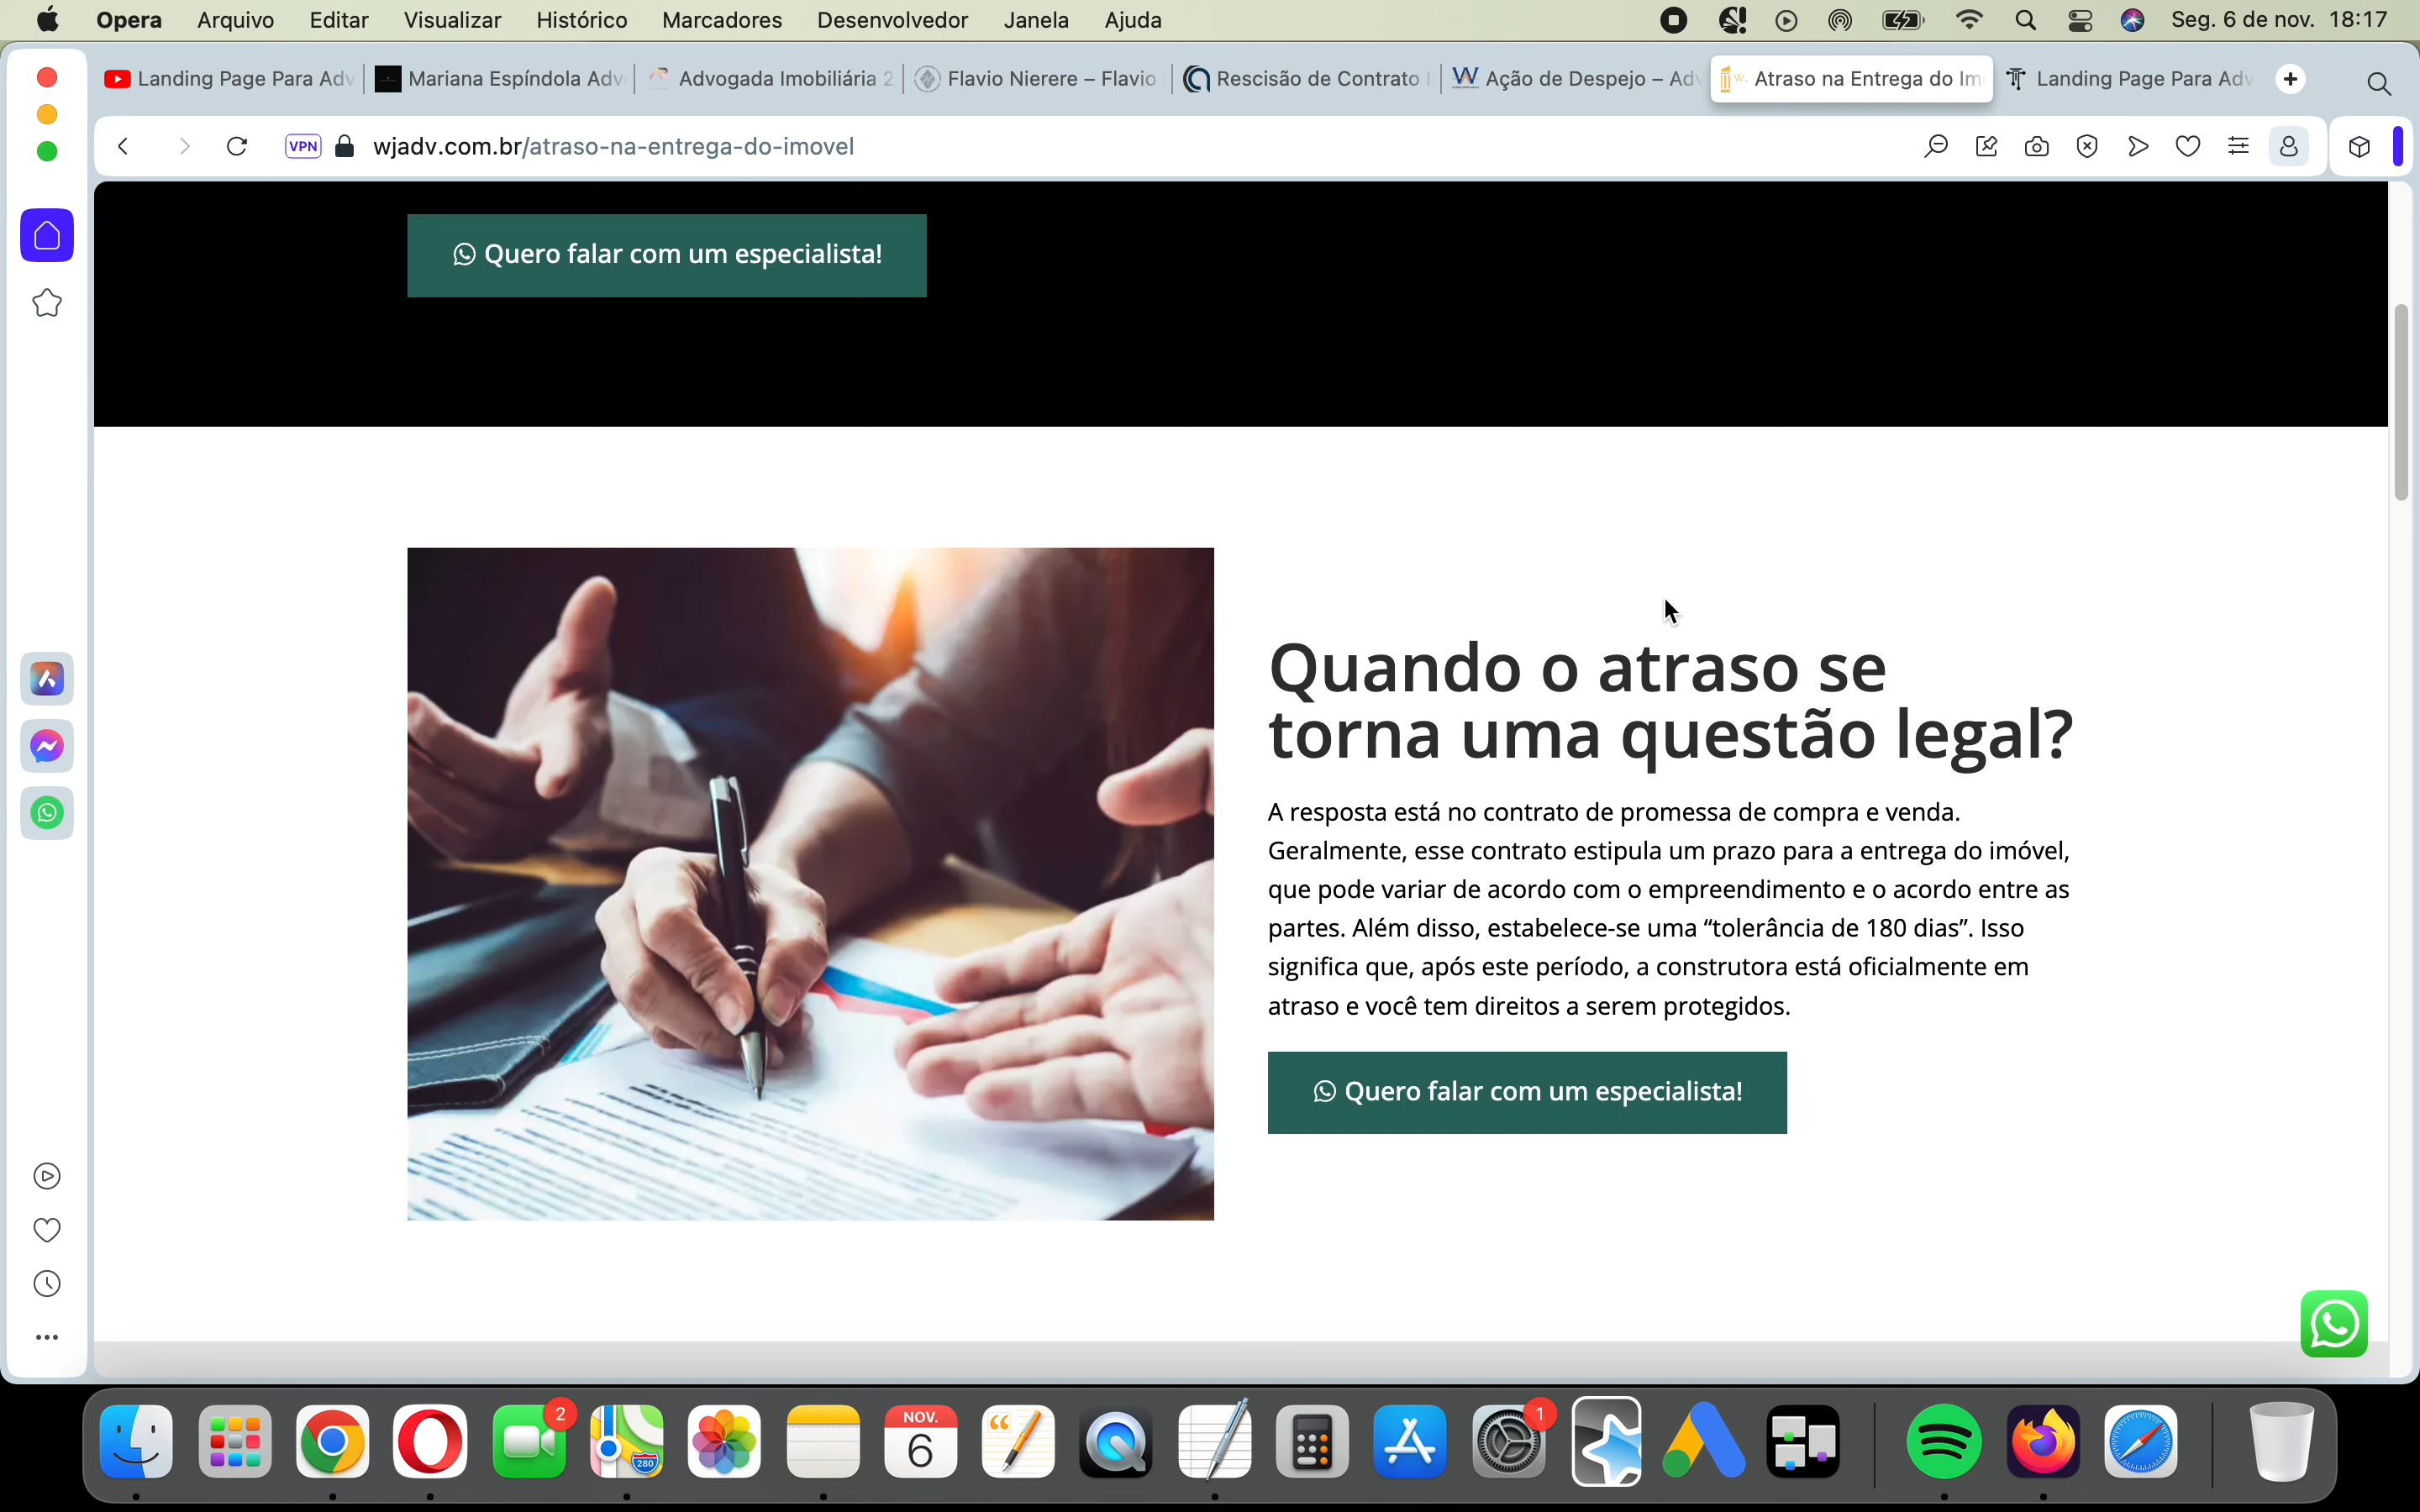 Opera Arquivo Editar Visualizar Histórico Marcadores Desenvolvedor Janela Ajuda Seg. 6 de nov. 18:17
Landing Page Para Adv Mariana Espíndola Adv Advogada Imobiliária 2 Flavio Nierere – Flavio Rescisão de Contrato Ação de Despejo – Adv Atraso na Entrega do Im Landing Page Para Adv
VPN wjadv.com.br/atraso-na-entrega-do-imovel
Quero falar com um especialista!
Quando o atraso se
torna uma questão legal?
A resposta está no contrato de promessa de compra e venda.
Geralmente, esse contrato estipula um prazo para a entrega do imóvel,
que pode variar de acordo com o empreendimento e o acordo entre as
partes. Além disso, estabelece-se uma “tolerância de 180 dias”. Isso
significa que, após este período, a construtora está oficialmente em
atraso e você tem direitos a serem protegidos.
Quero falar com um especialista!
2
280
NOV.
6
1